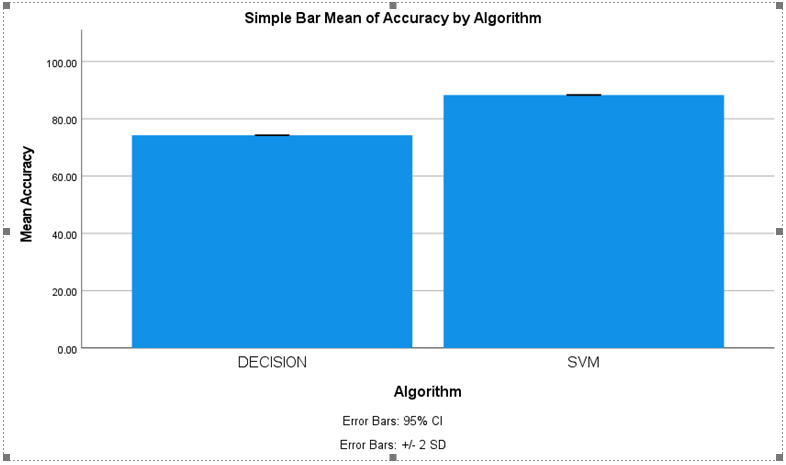 Simple Bar Mean of Accuracy by Algorithm
100.00
80.00
60.00
40.00
20.00
0.00
Mean Accuracy
DECISION
SVM
Algorithm
Error Bars: 95% CI
Error Bars: +/- 2 SD